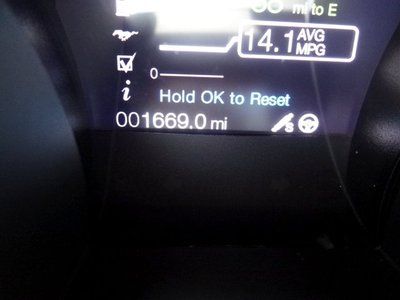 mi to E
14.1 AVG
MPG
0
i
Hold OK to Reset
001669.0 mi
S